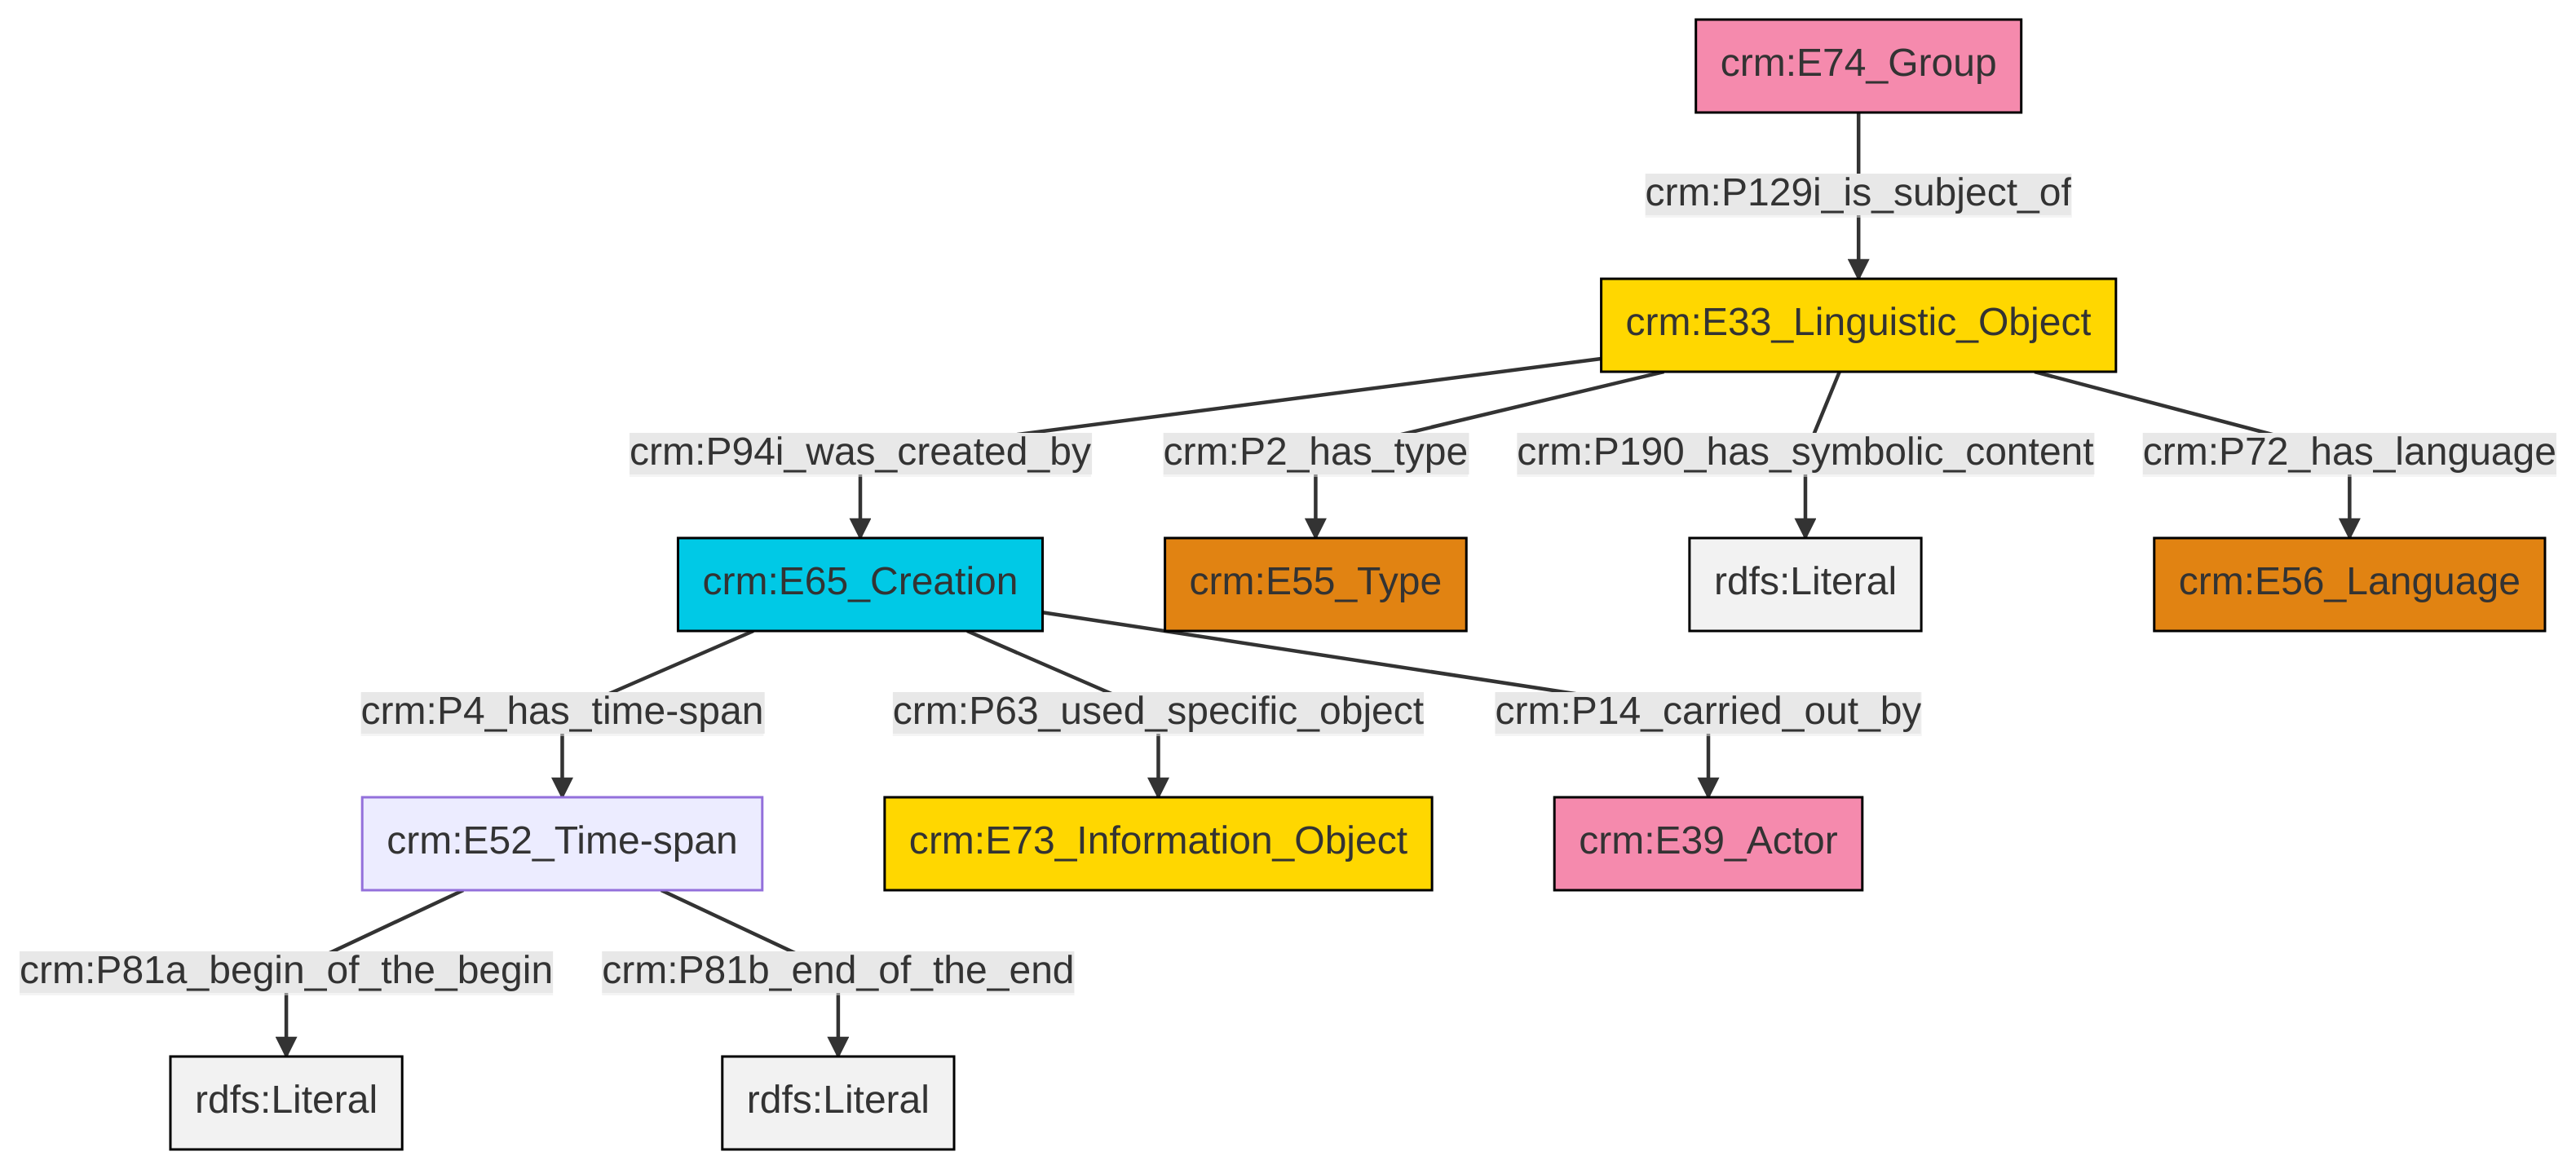 crm:E74_Group
crm:P129i_is_subject_of
crm:E33_Linguistic_Object
crm:P94i_was_created_by
crm:P2_has_type
crm:P190_has_symbolic_content
crm:P72_has_language
crm:E65_Creation
crm:E55_Type
rdfs:Literal
crm:E56_Language
crm:P4_has_time-span
crm:P63_used_specific_object
crm:P14_carried_out_by
crm:E52_Time-span
crm:E73_Information_Object
crm:E39_Actor
crm:P81a_begin_of_the_begin
crm:P81b_end_of_the_end
rdfs:Literal
rdfs:Literal